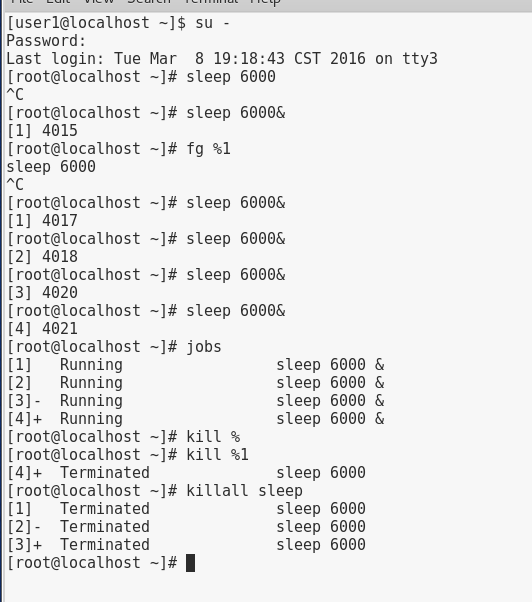 File Edit View Search Terminal Help
[user1@localhost ~]$ su -
Password:
Last login: Tue Mar  8 19:18:43 CST 2016 on tty3
[root@localhost ~]# sleep 6000
^C
[root@localhost ~]# sleep 6000&
[1] 4015
[root@localhost ~]# fg %1
sleep 6000
^C
[root@localhost ~]# sleep 6000&
[1] 4017
[root@localhost ~]# sleep 6000&
[2] 4018
[root@localhost ~]# sleep 6000&
[3] 4020
[root@localhost ~]# sleep 6000&
[4] 4021
[root@localhost ~]# jobs
[1]   Running                 sleep 6000 &
[2]   Running                 sleep 6000 &
[3]-  Running                 sleep 6000 &
[4]+  Running                 sleep 6000 &
[root@localhost ~]# kill %
[root@localhost ~]# kill %1
[4]+  Terminated              sleep 6000
[root@localhost ~]# killall sleep
[1]   Terminated              sleep 6000
[2]-  Terminated              sleep 6000
[3]+  Terminated              sleep 6000
[root@localhost ~]#